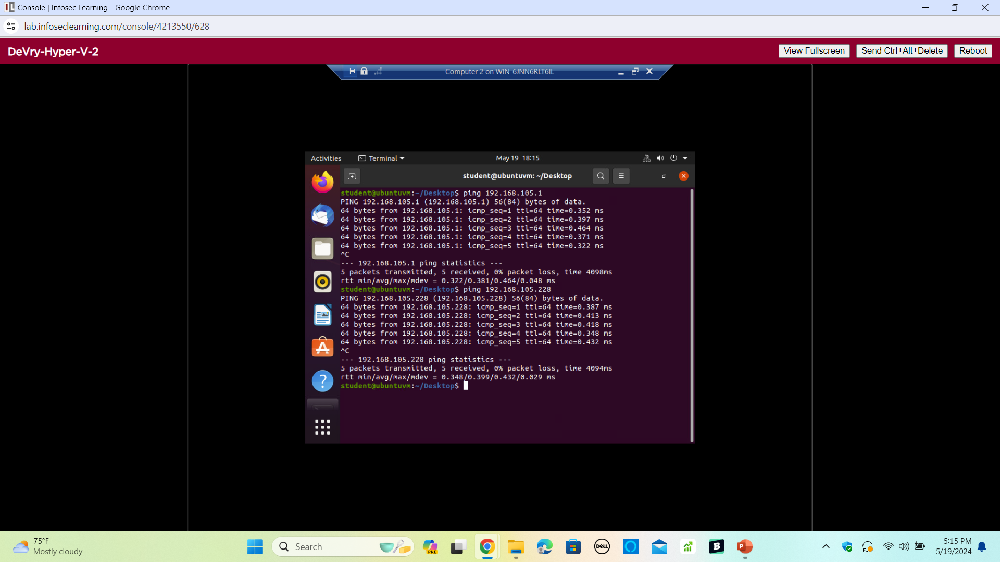 Console | Infosec Learning - Google Chrome
lab.infoseclearning.com/console/4213550/628
DeVry-Hyper-V-2
View Fullscreen
Send Ctrl+Alt+Delete
Reboot
Computer 2 on WIN-6JNN6RLT6IL
Activities
Terminal
May 19 18:15
student@ubuntuvm: ~/Desktop
student@ubuntuvm:~/Desktop$ ping 192.168.105.1
PING 192.168.105.1 (192.168.105.1) 56(84) bytes of data.
64 bytes from 192.168.105.1: icmp_seq=1 ttl=64 time=0.352 ms
64 bytes from 192.168.105.1: icmp_seq=2 ttl=64 time=0.397 ms
64 bytes from 192.168.105.1: icmp_seq=3 ttl=64 time=0.464 ms
64 bytes from 192.168.105.1: icmp_seq=4 ttl=64 time=0.371 ms
64 bytes from 192.168.105.1: icmp_seq=5 ttl=64 time=0.322 ms
^C
--- 192.168.105.1 ping statistics ---
5 packets transmitted, 5 received, 0% packet loss, time 4098ms
rtt min/avg/max/mdev = 0.322/0.381/0.464/0.048 ms
student@ubuntuvm:~/Desktop$ ping 192.168.105.228
PING 192.168.105.228 (192.168.105.228) 56(84) bytes of data.
64 bytes from 192.168.105.228: icmp_seq=1 ttl=64 time=0.387 ms
64 bytes from 192.168.105.228: icmp_seq=2 ttl=64 time=0.413 ms
64 bytes from 192.168.105.228: icmp_seq=3 ttl=64 time=0.418 ms
64 bytes from 192.168.105.228: icmp_seq=4 ttl=64 time=0.348 ms
64 bytes from 192.168.105.228: icmp_seq=5 ttl=64 time=0.432 ms
^C
--- 192.168.105.228 ping statistics ---
5 packets transmitted, 5 received, 0% packet loss, time 4094ms
rtt min/avg/max/mdev = 0.348/0.399/0.432/0.029 ms
student@ubuntuvm:~/Desktop$
75°F
Mostly cloudy
Search
PRE
DELL
B
P
5:15 PM
5/19/2024